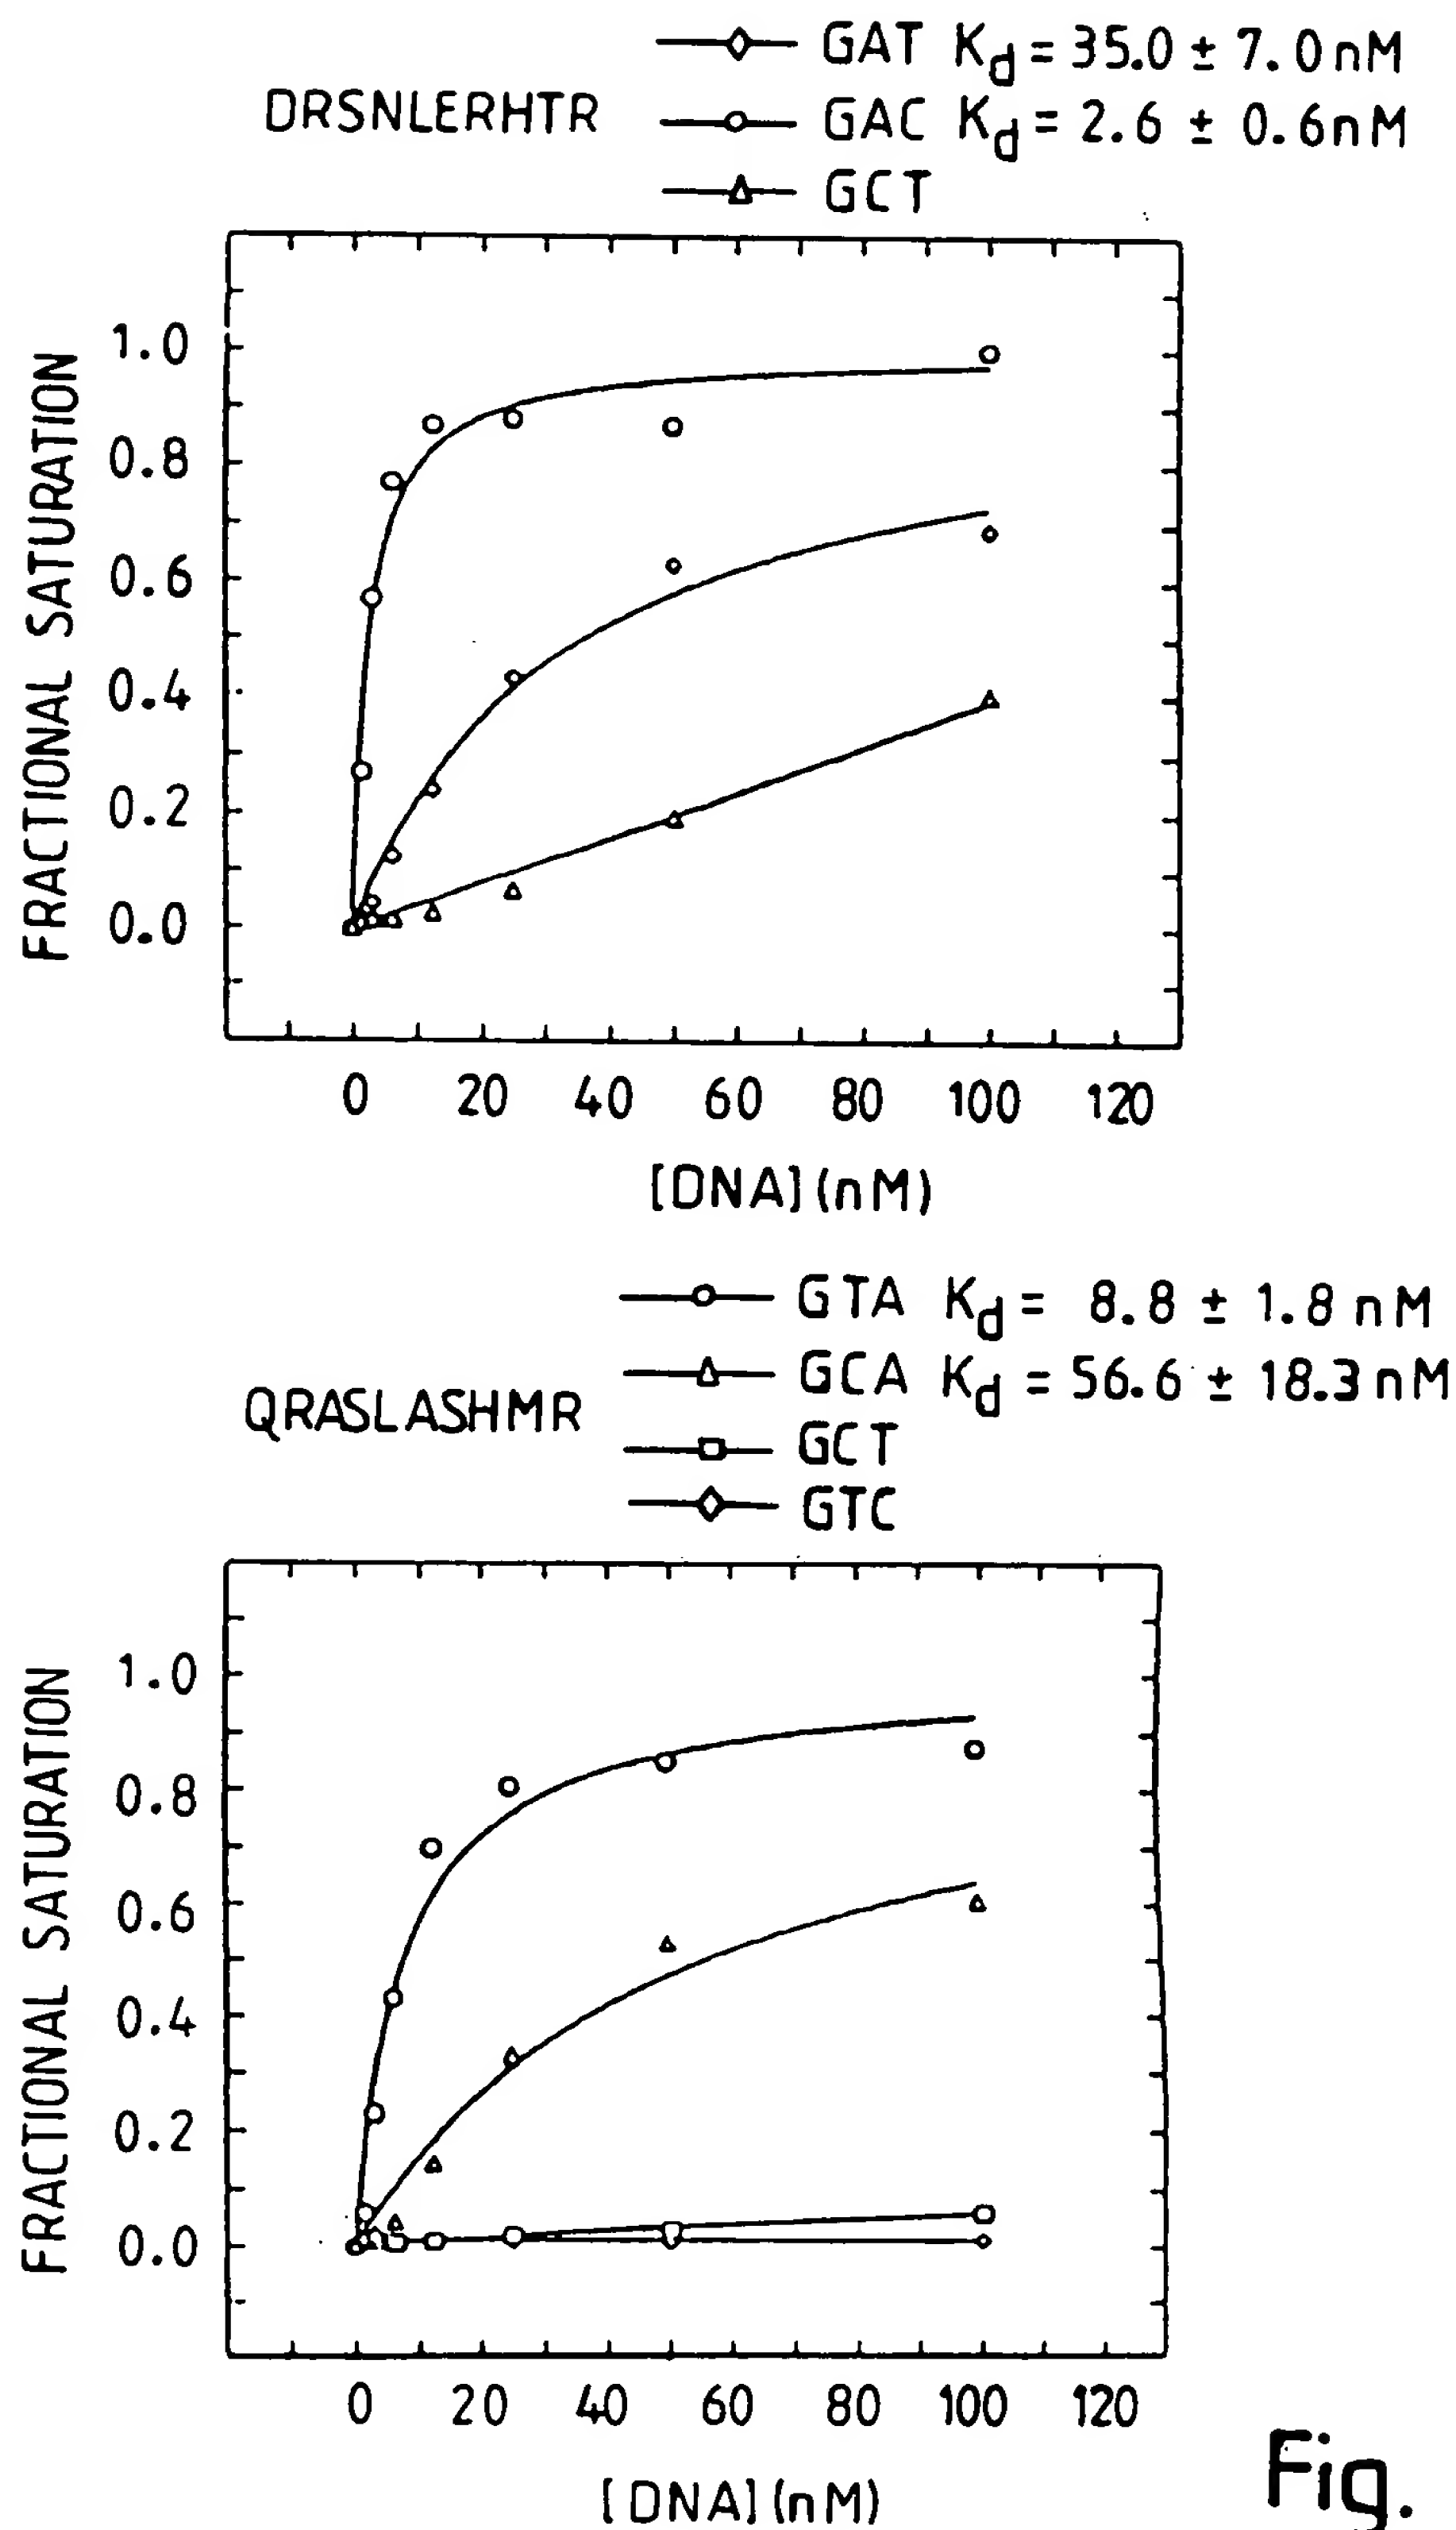 GAT Kd = 35.0 ± 7.0 nM
DRSNLERHTR
GAC Kd = 2.6 ± 0.6 nM
GCT
FRACTIONAL SATURATION
1.0
0.8
0.6
0.4
0.2
0.0
0 20 40 60 80 100 120
[DNA] (nM)
GTA Kd = 8.8 ± 1.8 nM
GCA Kd = 56.6 ± 18.3 nM
QRASLASHMR
GCT
GTC
FRACTIONAL SATURATION
1.0
0.8
0.6
0.4
0.2
0.0
0 20 40 60 80 100 120
[DNA] (nM)
Fig.